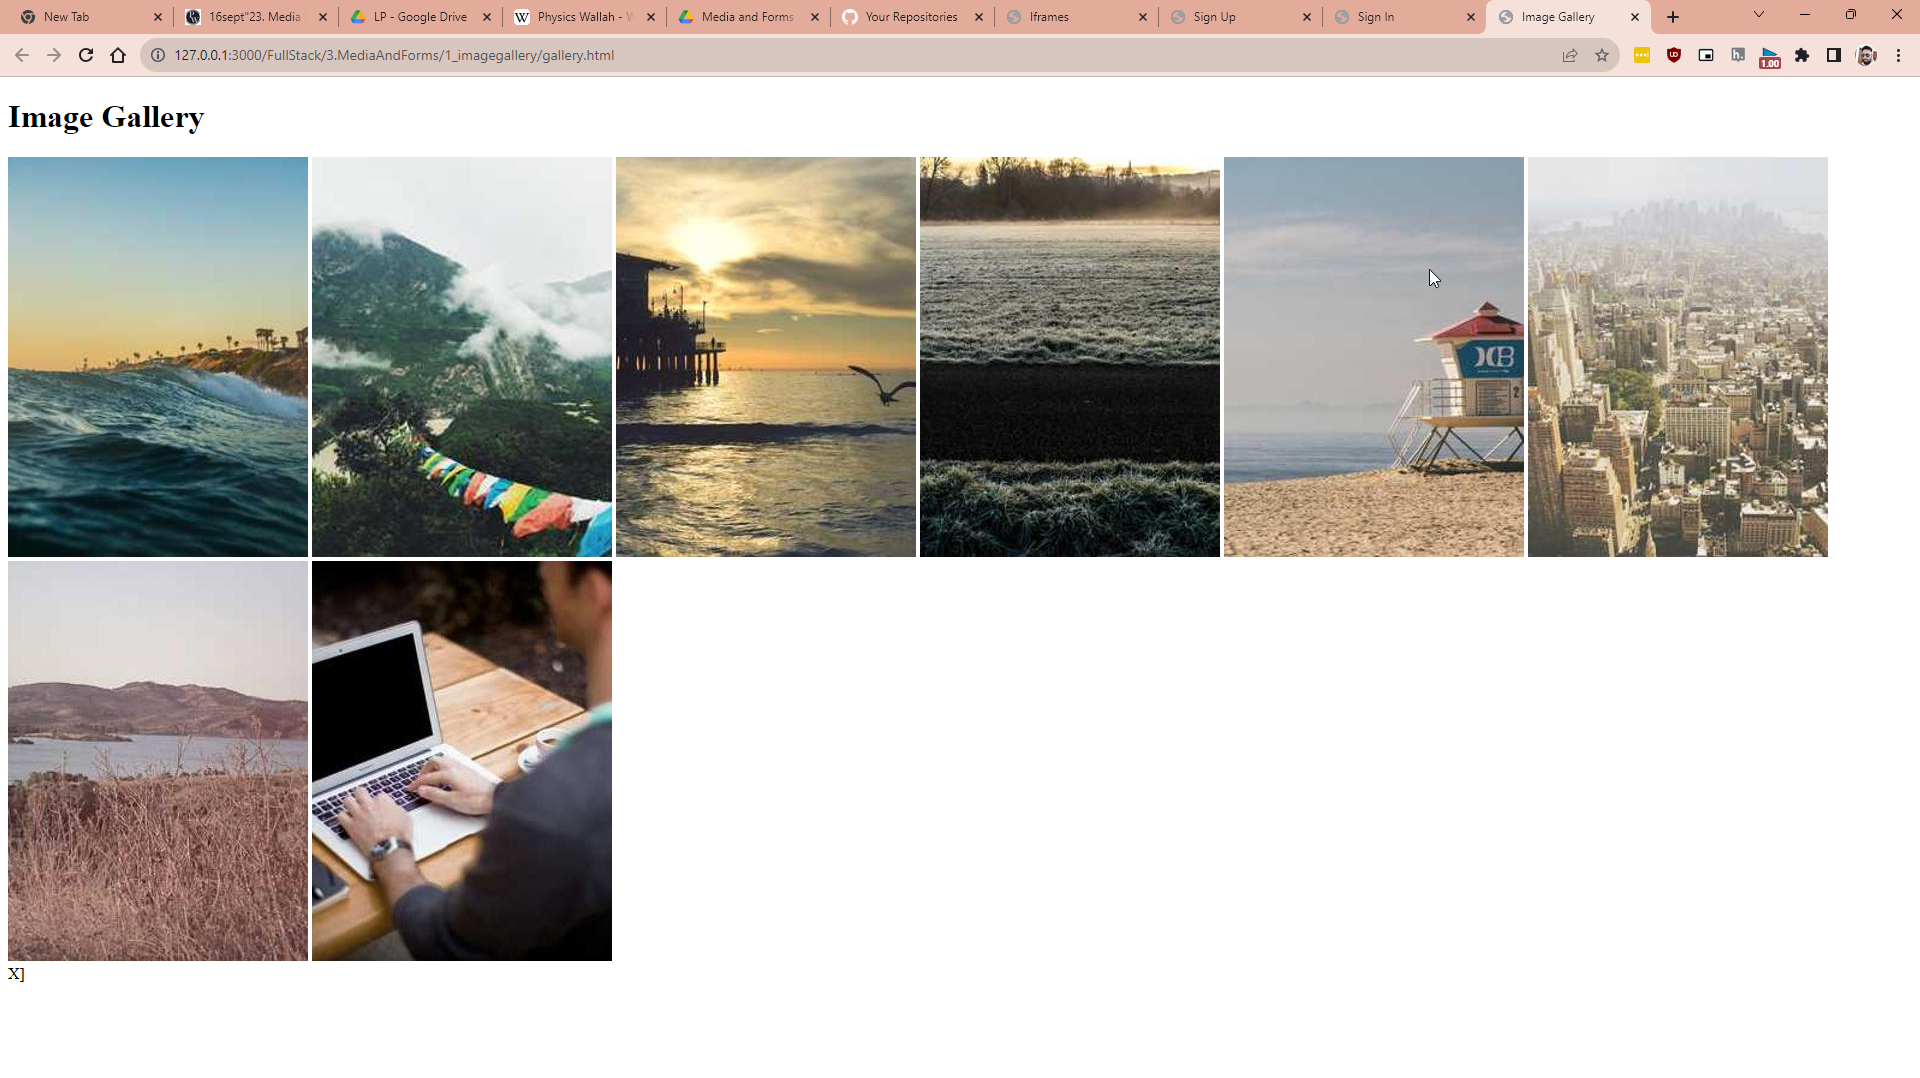 New Tab
16sept"23. Media
LP - Google Drive
Physics Wallah -
Media and Forms
Your Repositories
Iframes
Sign Up
Sign In
Image Gallery
127.0.0.1:3000/FullStack/3.MediaAndForms/1_imagegallery/gallery.html
1.00
Image Gallery
2
X]